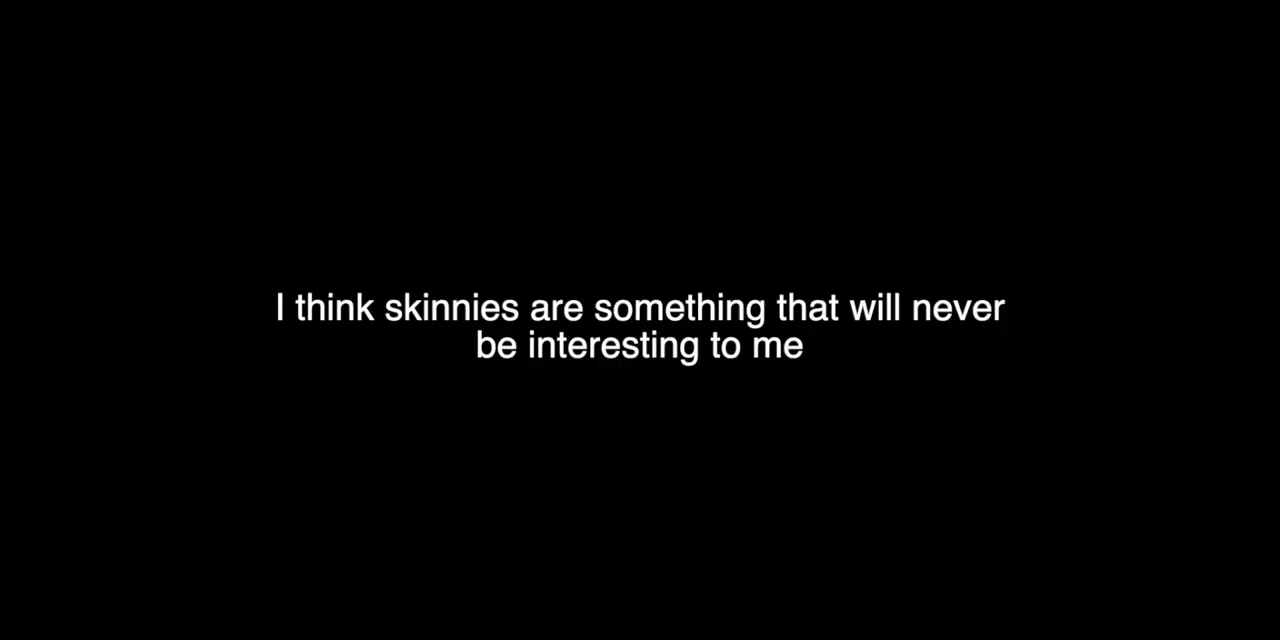 I think skinnies are something that will never
be interesting to me